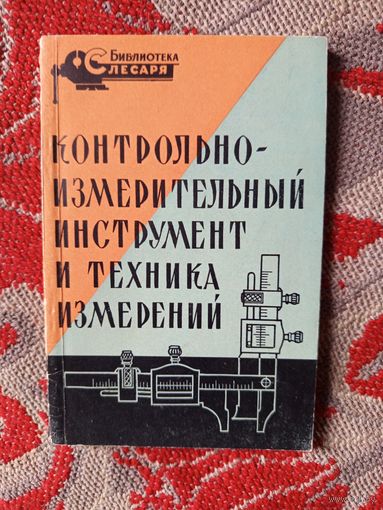 БИБЛИОТЕКА
СЛЕСАРЯ
КОНТРОЛЬНО-
ИЗМЕРИТЕЛЬНЫЙ
ИНСТРУМЕНТ
И ТЕХНИКА
ИЗМЕРЕНИЙ